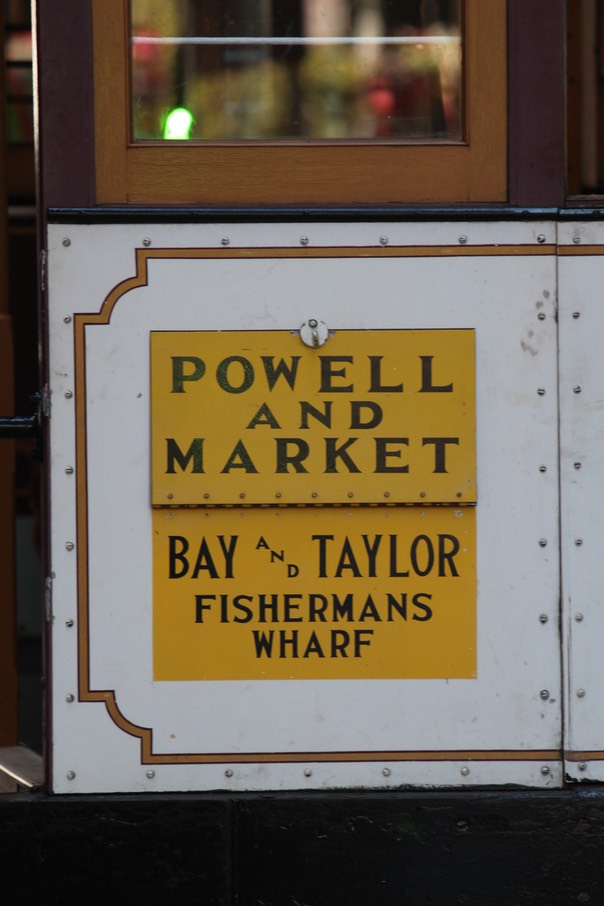 POWELL
AND
MARKET
BAY AND TAYLOR
FISHERMANS
WHARF